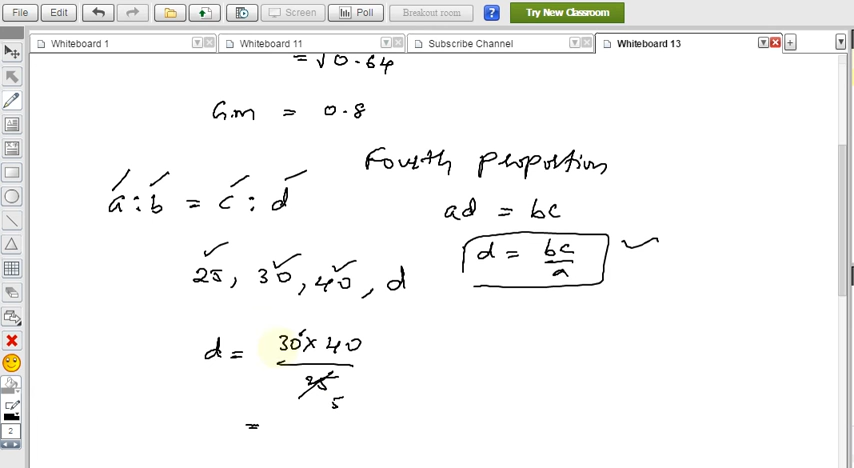 File Edit Screen Poll Breakout room ? Try New Classroom
Whiteboard 1 Whiteboard 11 Subscribe Channel Whiteboard 13
= √0.64
G.m = 0.8
Fourth Proportion
a : b = c : d
ad = bc
d = bc/a
25, 30, 40, d
d = 30 × 40
25
5
=
2